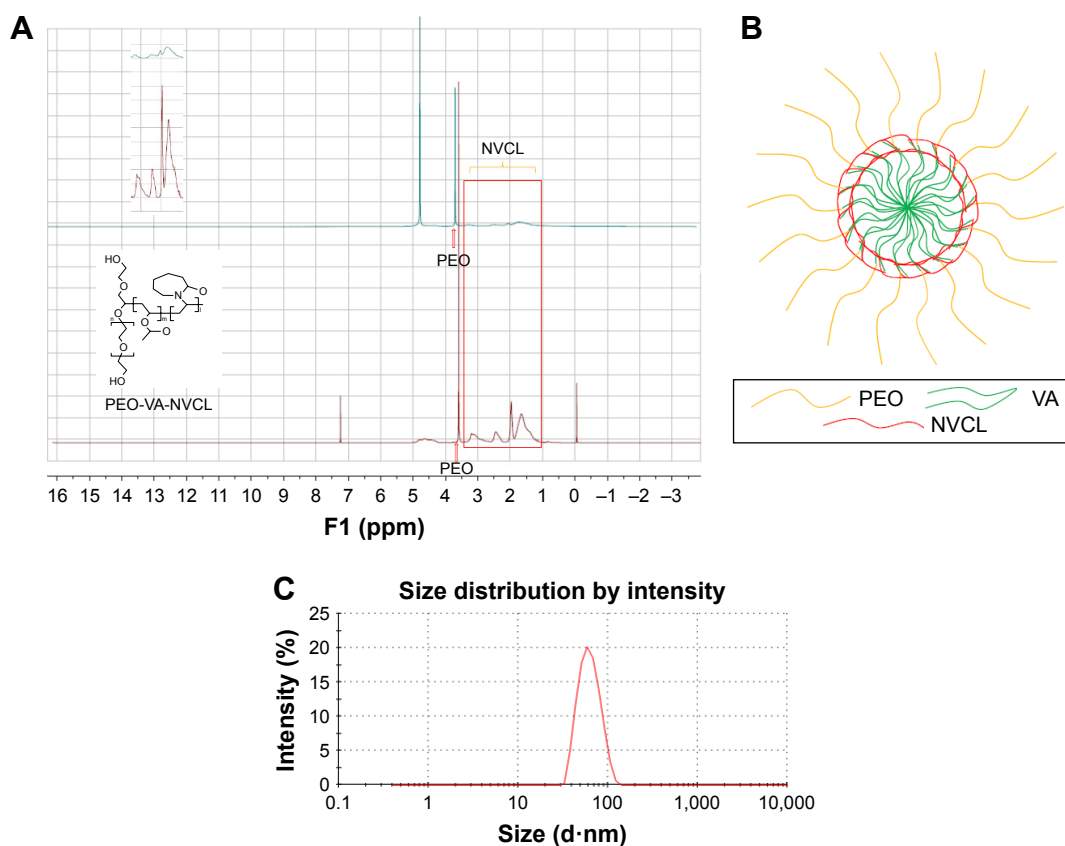 A
NVCL
PEO
HO
O
N
O
O
m
O
O
n
O
HO
PEO-VA-NVCL
PEO
16 15 14 13 12 11 10 9 8 7 6 5 4 3 2 1 0 –1 –2 –3
F1 (ppm)
B
PEO VA
NVCL
C
Size distribution by intensity
25
20
15
10
5
0
Intensity (%)
0.1 1 10 100 1,000 10,000
Size (d·nm)